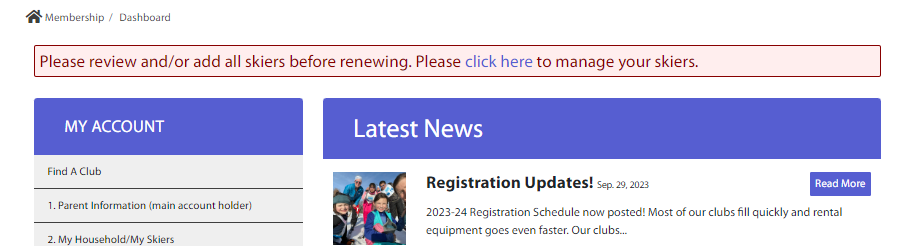 Membership / Dashboard
Please review and/or add all skiers before renewing. Please click here to manage your skiers.
MY ACCOUNT
Find A Club
1. Parent Information (main account holder)
2. My Household/My Skiers
Latest News
Registration Updates! Sep. 29, 2023
Read More
2023-24 Registration Schedule now posted! Most of our clubs fill quickly and rental
equipment goes even faster. Our clubs...